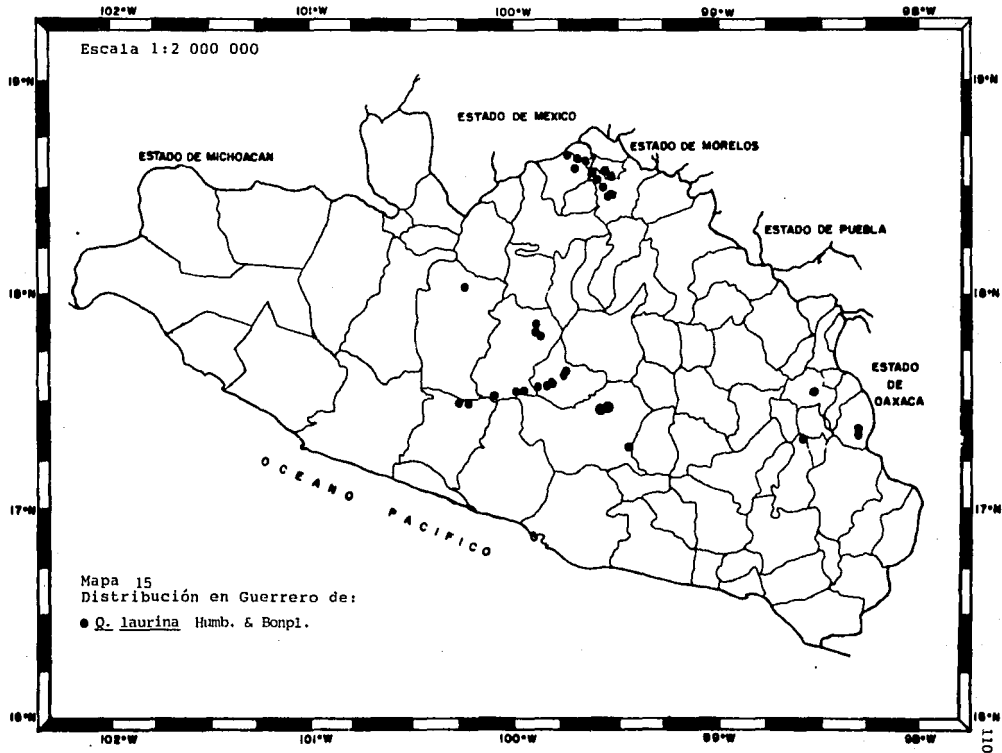 102°W 101°W 100°W 99°W 98°W
Escala 1:2 000 000
19°N 19°N
ESTADO DE MEXICO
ESTADO DE MORELOS
ESTADO DE MICHOACAN
ESTADO DE PUEBLA
18°N 18°N
ESTADO
DE
OAXACA
OCEANO PACIFICO
17°N 17°N
Mapa 15
Distribución en Guerrero de:
Q. laurina Humb. & Bonpl.
16°N 16°N
102°W 101°W 100°W 99°W 98°W
110